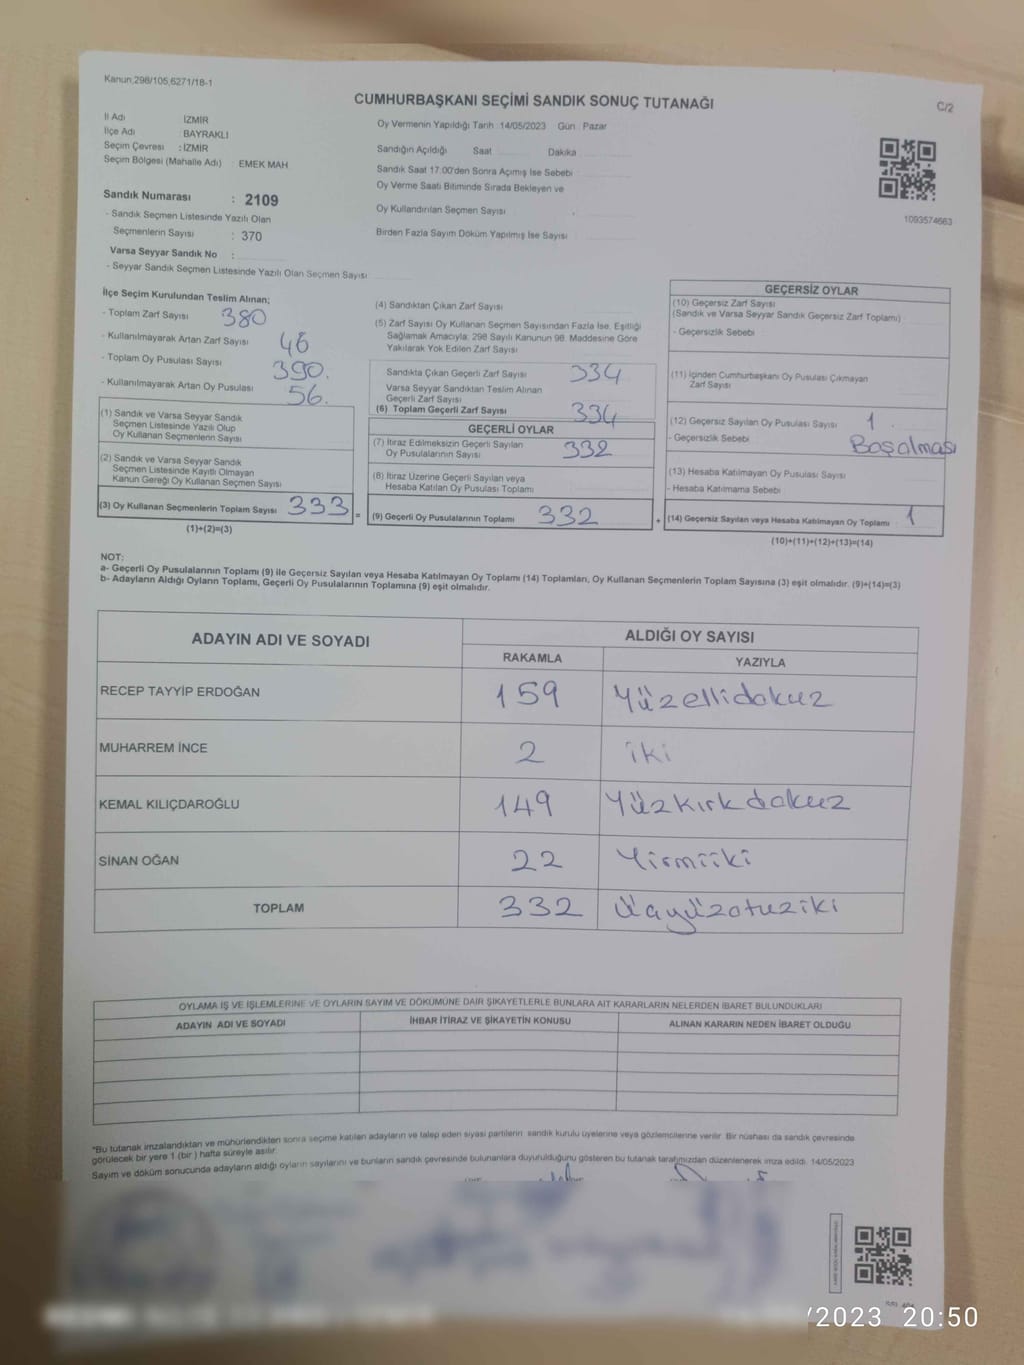 Kanun,298/105,6271/18-1
CUMHURBAŞKANI SEÇİMİ SANDIK SONUÇ TUTANAĞI
C/2
İl Adı İZMİR
İlçe Adı : BAYRAKLI
Seçim Çevresi : İZMİR
Seçim Bölgesi (Mahalle Adı) : EMEK MAH
Sandık Numarası : 2109
- Sandık Seçmen Listesinde Yazılı Olan
Seçmenlerin Sayısı : 370
Varsa Seyyar Sandık No :
- Seyyar Sandık Seçmen Listesinde Yazılı Olan Seçmen Sayısı
Oy Vermenin Yapıldığı Tarih :14/05/2023 Gün : Pazar
Sandığın Açıldığı Saat Dakika
Sandık Saat 17:00'den Sonra Açımış İse Sebebi
Oy Verme Saati Bitiminde Sırada Bekleyen ve
Oy Kullandırılan Seçmen Sayısı
Birden Fazla Sayım Döküm Yapılmış İse Sayısı
1093574663
İlçe Seçim Kurulundan Teslim Alınan;
- Toplam Zarf Sayısı 380
- Kullanılmayarak Artan Zarf Sayısı 46
- Toplam Oy Pusulası Sayısı 390.
- Kullanılmayarak Artan Oy Pusulası 56.
(1) Sandık ve Varsa Seyyar Sandık
Seçmen Listesinde Yazılı Olup
Oy Kullanan Seçmenlerin Sayısı
(2) Sandık ve Varsa Seyyar Sandık
Seçmen Listesinde Kayıtlı Olmayan
Kanun Gereği Oy Kullanan Seçmen Sayısı
(3) Oy Kullanan Seçmenlerin Toplam Sayısı 333 =
(1)+(2)=(3)
(4) Sandıktan Çıkan Zarf Sayısı
(5) Zarf Sayısı Oy Kullanan Seçmen Sayısından Fazla İse, Eşitliği
Sağlamak Amacıyla, 298 Sayılı Kanunun 98. Maddesine Göre
Yakılarak Yok Edilen Zarf Sayısı
Sandıkta Çıkan Geçerli Zarf Sayısı 334
Varsa Seyyar Sandıktan Teslim Alınan
Geçerli Zarf Sayısı
(6) Toplam Geçerli Zarf Sayısı 334
GEÇERLİ OYLAR
(7) İtiraz Edilmeksizin Geçerli Sayılan
Oy Pusulalarının Sayısı 332
(8) İtiraz Üzerine Geçerli Sayılan veya
Hesaba Katılan Oy Pusulası Toplamı
(9) Geçerli Oy Pusulalarının Toplamı 332 +
GEÇERSİZ OYLAR
(10) Geçersiz Zarf Sayısı
(Sandık ve Varsa Seyyar Sandık Geçersiz Zarf Toplamı)
- Geçersizlik Sebebi
(11) İçinden Cumhurbaşkanı Oy Pusulası Çıkmayan
Zarf Sayısı
(12) Geçersiz Sayılan Oy Pusulası Sayısı 1
- Geçersizlik Sebebi Boş olması
(13) Hesaba Katılmayan Oy Pusulası Sayısı
- Hesaba Katılmama Sebebi
(14) Geçersiz Sayılan veya Hesaba Katılmayan Oy Toplamı 1
(10)+(11)+(12)+(13)=(14)
NOT:
a- Geçerli Oy Pusulalarının Toplamı (9) ile Geçersiz Sayılan veya Hesaba Katılmayan Oy Toplamı (14) Toplamları, Oy Kullanan Seçmenlerin Toplam Sayısına (3) eşit olmalıdır. (9)+(14)=(3)
b- Adayların Aldığı Oyların Toplamı, Geçerli Oy Pusulalarının Toplamına (9) eşit olmalıdır.
ADAYIN ADI VE SOYADI ALDIĞI OY SAYISI
RAKAMLA YAZIYLA
RECEP TAYYİP ERDOĞAN 159 Yüzellidokuz
MUHARREM İNCE 2 iki
KEMAL KILIÇDAROĞLU 149 Yüzkırkdokuz
SİNAN OĞAN 22 Yirmiiki
TOPLAM 332 Üçyüzotuziki
OYLAMA İŞ VE İŞLEMLERİNE VE OYLARIN SAYIM VE DÖKÜMÜNE DAİR ŞİKAYETLERLE BUNLARA AİT KARARLARIN NELERDEN İBARET BULUNDUKLARI
ADAYIN ADI VE SOYADI İHBAR İTİRAZ VE ŞİKAYETİN KONUSU ALINAN KARARIN NEDEN İBARET OLDUĞU
"Bu tutanak imzalandıktan ve mühürlendikten sonra seçime katılan adayların ve talep eden siyasi partilerin sandık kurulu üyelerine veya gözlemcilerine verilir. Bir nüshası da sandık çevresinde
görülecek bir yere 1 (bir ) hafta süreyle asılır.
Sayım ve döküm sonucunda adayların aldığı oyların sayılarını ve bunların sandık çevresinde bulunanlara duyurulduğunu gösteren bu tutanak tarafımızdan düzenlenerek imza edildi. 14/05/2023
/2023 20:50